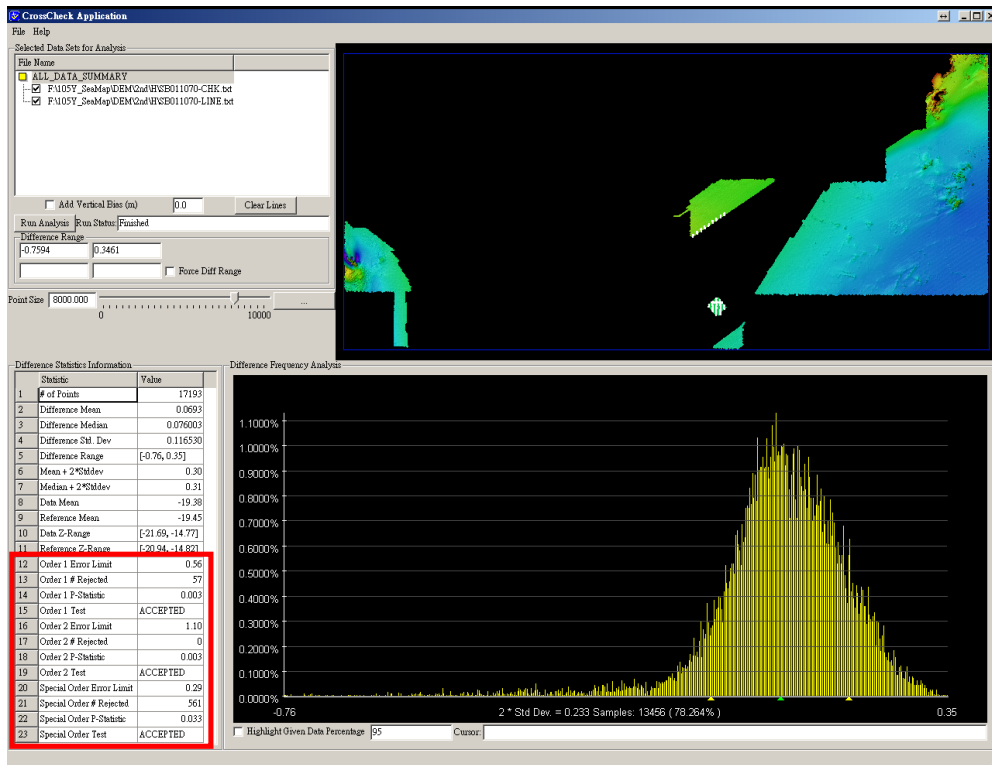 CrossCheck Application
File Help
Selected Data Sets for Analysis
File Name
ALL_DATA_SUMMARY
F:\105Y_SeaMap\DEM\2nd\H\SB011070-CHK.txt
F:\105Y_SeaMap\DEM\2nd\H\SB011070-LINE.txt
Add Vertical Bias (m) 0.0 Clear Lines
Run Analysis Run Status: Finished
Difference Range
-0.7594 0.3461
Force Diff Range
Point Size 8000.000 ...
0 10000
Difference Statistics Information
Statistic Value
1 # of Points 17193
2 Difference Mean 0.0693
3 Difference Median 0.076003
4 Difference Std. Dev 0.116530
5 Difference Range [-0.76, 0.35]
6 Mean + 2*Stddev 0.30
7 Median + 2*Stddev 0.31
8 Data Mean -19.38
9 Reference Mean -19.45
10 Data Z-Range [-21.69, -14.77]
11 Reference Z-Range [-20.94, -14.82]
12 Order 1 Error Limit 0.56
13 Order 1 # Rejected 57
14 Order 1 P-Statistic 0.003
15 Order 1 Test ACCEPTED
16 Order 2 Error Limit 1.10
17 Order 2 # Rejected 0
18 Order 2 P-Statistic 0.003
19 Order 2 Test ACCEPTED
20 Special Order Error Limit 0.29
21 Special Order # Rejected 561
22 Special Order P-Statistic 0.033
23 Special Order Test ACCEPTED
Difference Frequency Analysis
1.1000%
1.0000%
0.9000%
0.8000%
0.7000%
0.6000%
0.5000%
0.4000%
0.3000%
0.2000%
0.1000%
0.0000%
-0.76 2 * Std Dev. = 0.233 Samples: 13456 ( 78.264% ) 0.35
Highlight Given Data Percentage 95 Cursor: